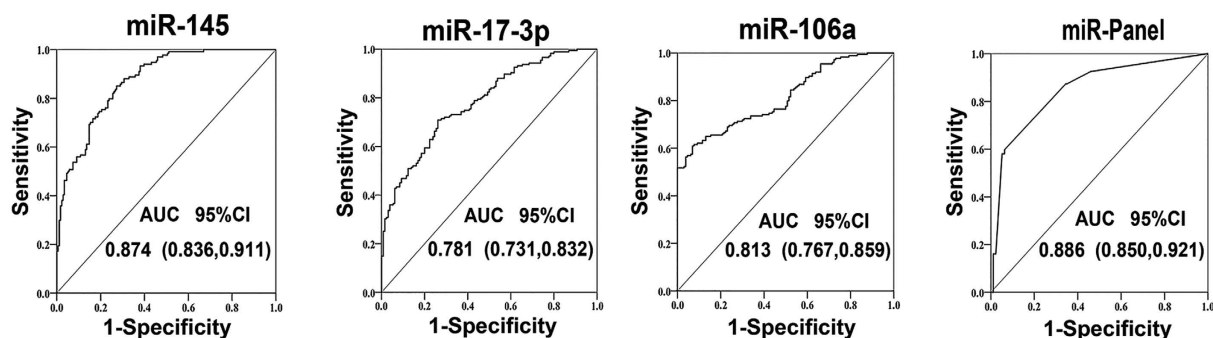 miR-145
1.0
0.8
0.6
0.4
0.2
0.0
Sensitivity
AUC 95%CI
0.874 (0.836,0.911)
0.0 0.2 0.4 0.6 0.8 1.0
1-Specificity
miR-17-3p
1.0
0.8
0.6
0.4
0.2
0.0
Sensitivity
AUC 95%CI
0.781 (0.731,0.832)
0.0 0.2 0.4 0.6 0.8 1.0
1-Specificity
miR-106a
1.0
0.8
0.6
0.4
0.2
0.0
Sensitivity
AUC 95%CI
0.813 (0.767,0.859)
0.0 0.2 0.4 0.6 0.8 1.0
1-Specificity
miR-Panel
1.0
0.8
0.6
0.4
0.2
0.0
Sensitivity
AUC 95%CI
0.886 (0.850,0.921)
0.0 0.2 0.4 0.6 0.8 1.0
1-Specificity